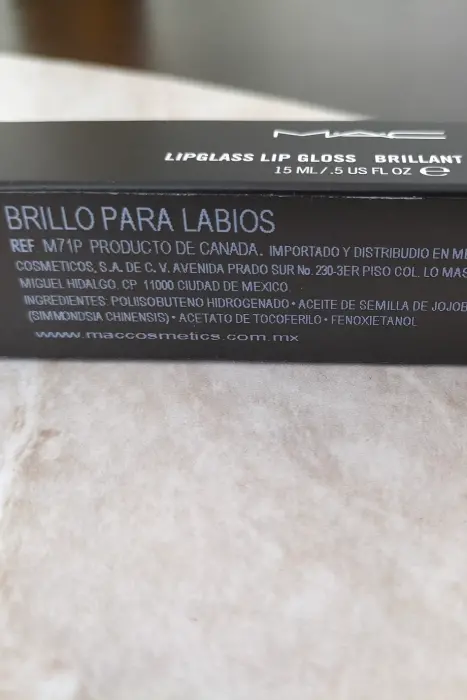 MAC
LIPGLASS LIP GLOSS BRILLANT
15 ML/.5 US FL OZ ℮
BRILLO PARA LABIOS
REF M71P PRODUCTO DE CANADA. IMPORTADO Y DISTRIBUDIO EN
COSMETICOS, S.A. DE C. V. AVENIDA PRADO SUR No. 230-3ER PISO COL. LO
MIGUEL HIDALGO. CP 11000 CIUDAD DE MEXICO
INGREDIENTES: POLIISOBUTENO HIDROGENADO • ACEITE DE SEMILLA DE
(SIMMONDSIA CHINENSIS) • ACETATO DE TOCOFERILO • FENOXIETANOL
www.maccosmetics.com.mx